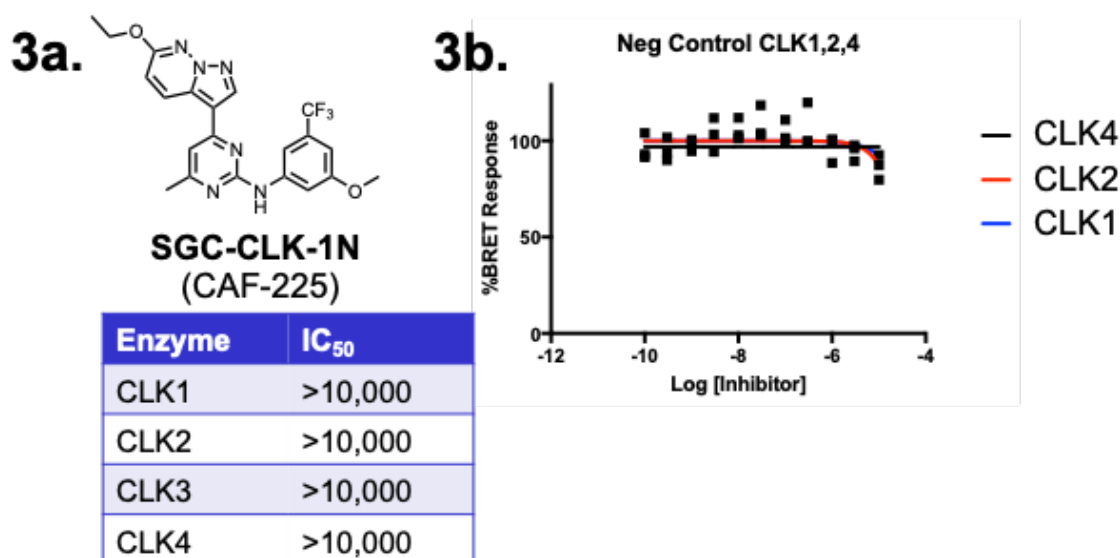 3a.
O
N
N
N
CF3
N
N
N
H
O
SGC-CLK-1N
(CAF-225)
Enzyme IC50
CLK1 >10,000
CLK2 >10,000
CLK3 >10,000
CLK4 >10,000
3b.
Neg Control CLK1,2,4
%BRET Response
100
50
0
-12 -10 -8 -6 -4
Log [Inhibitor]
CLK4
CLK2
CLK1